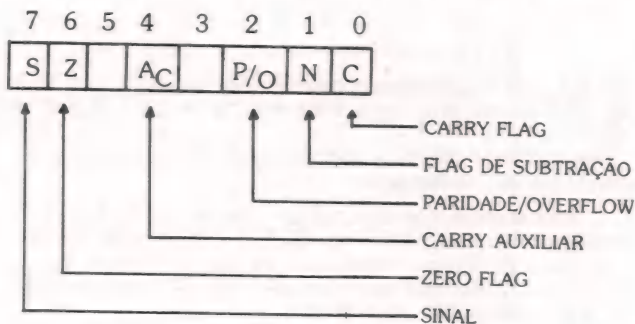 7 6 5 4 3 2 1 0
S Z AC P/O N C
CARRY FLAG
FLAG DE SUBTRAÇÃO
PARIDADE/OVERFLOW
CARRY AUXILIAR
ZERO FLAG
SINAL